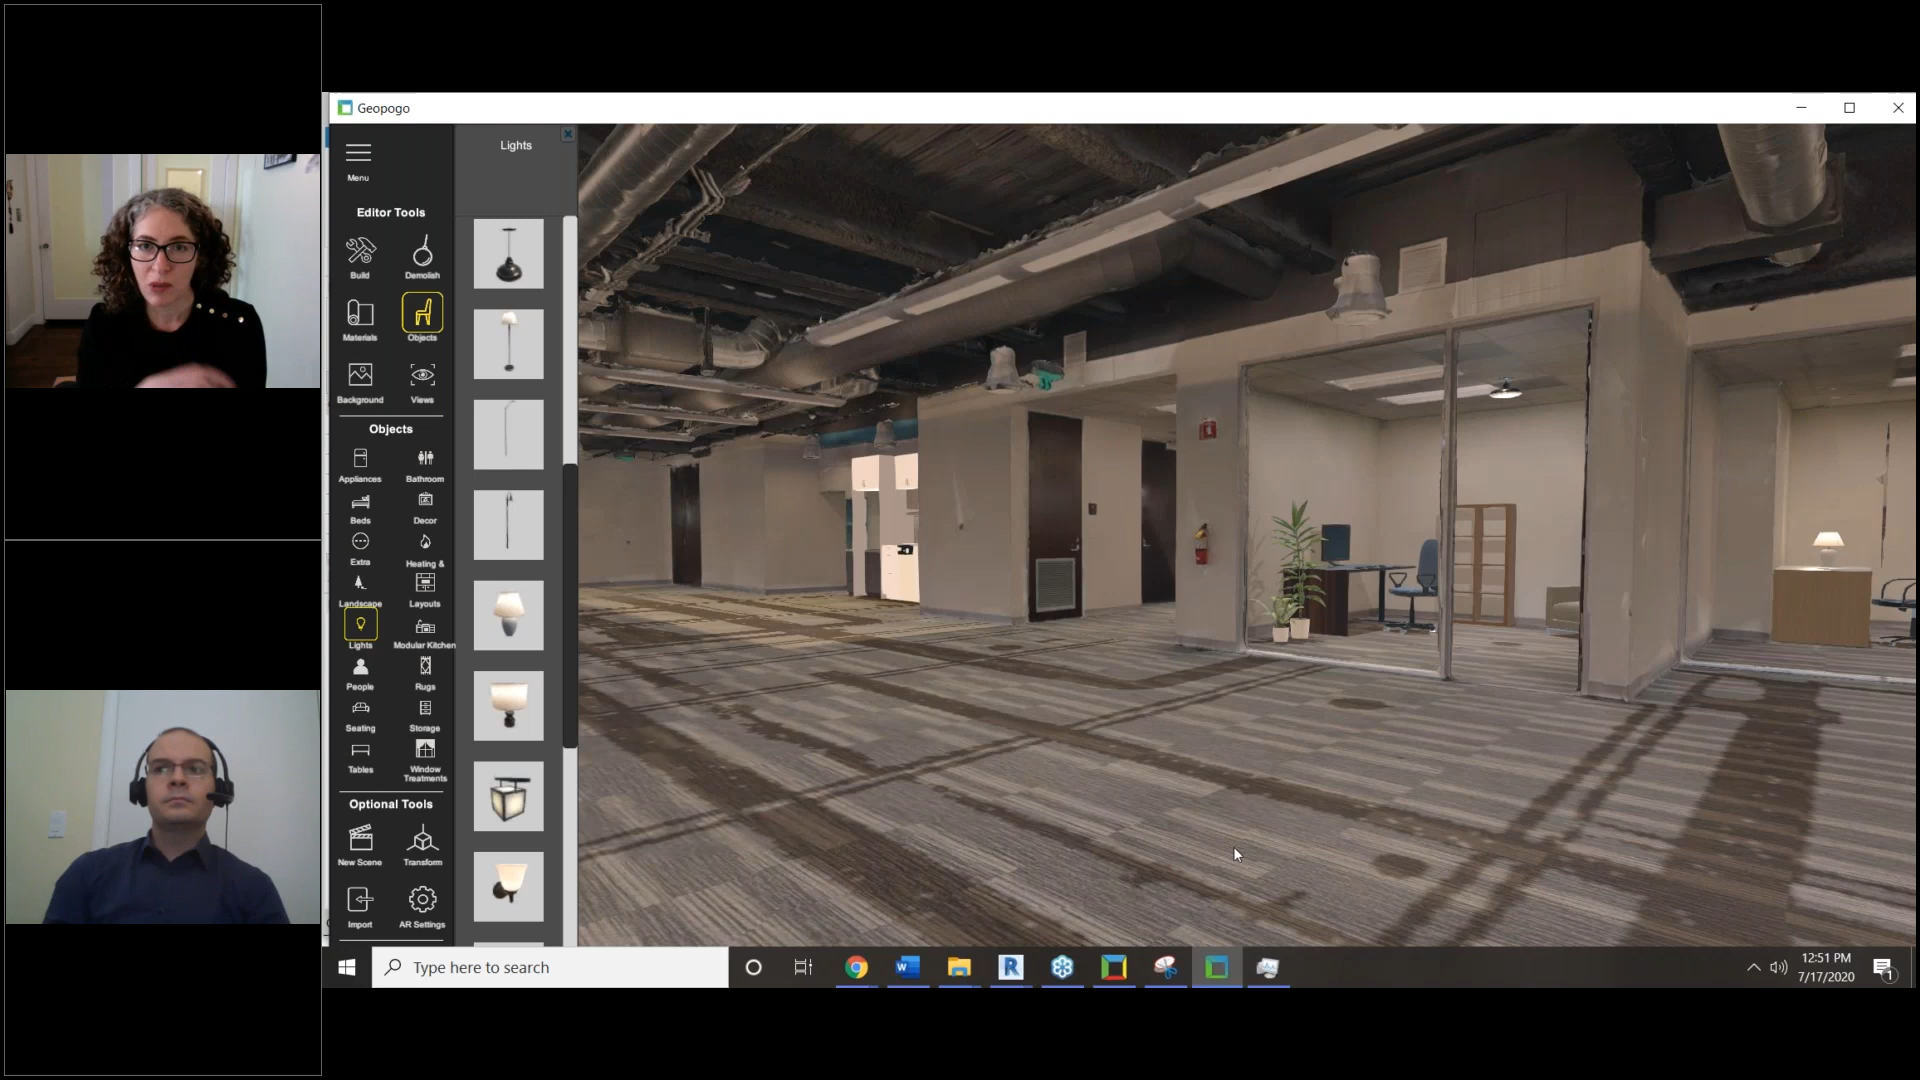 Geopogo
Menu
Lights
Editor Tools
Build
Demolish
Materials
Objects
Background
Views
Objects
Appliances
Bathroom
Beds
Decor
Extra
Heating &
Landscape
Layouts
Lights
Modular Kitchen
People
Rugs
Seating
Storage
Tables
Window
Treatments
Optional Tools
New Scene
Transform
Import
AR Settings
Type here to search
12:51 PM
7/17/2020
1